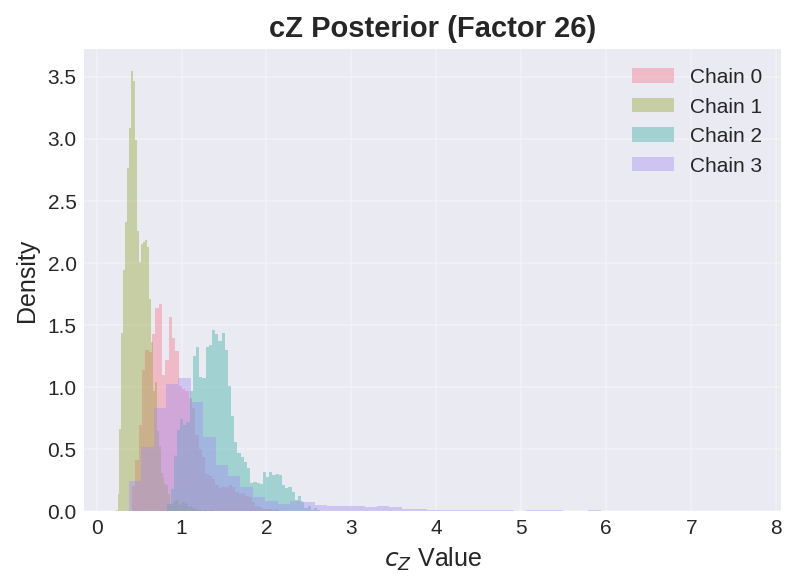 cZ Posterior (Factor 26)
Chain 0
Chain 1
Chain 2
Chain 3
Density
3.5
3.0
2.5
2.0
1.5
1.0
0.5
0.0
0 1 2 3 4 5 6 7 8
cZ Value